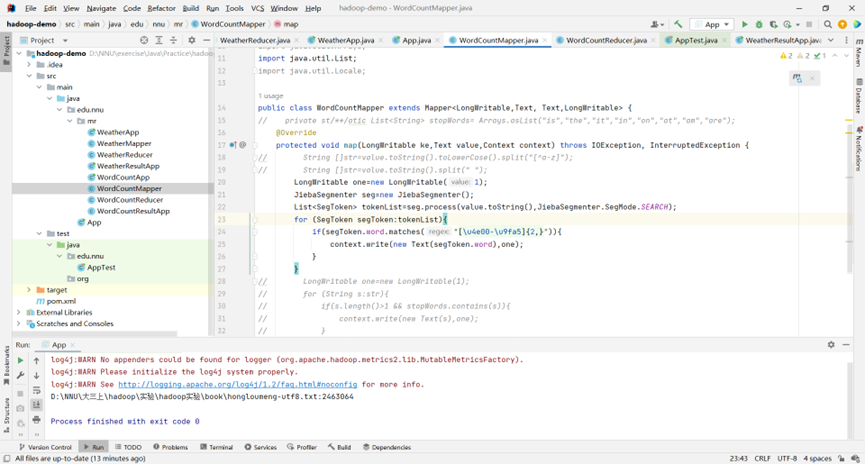 File Edit View Navigate Code Refactor Build Run Tools VCS Window Help hadoop-demo – WordCountMapper.java
hadoop-demo src main java edu nnu mr WordCountMapper map App
Project WeatherReducer.java WeatherApp.java App.java WordCountMapper.java WordCountReducer.java AppTest.java WeatherResultApp.java
hadoop-demo D:\NNU\exercise\Java\Practice\hadoop
.idea
src
main
java
edu.nnu
mr
WeatherApp
WeatherMapper
WeatherReducer
WeatherResultApp
WordCountApp
WordCountMapper
WordCountReducer
WordCountResultApp
App
test
java
edu.nnu
AppTest
org
target
pom.xml
External Libraries
Scratches and Consoles
11 import java.util.List;
12 import java.util.Locale;
13
1 usage
14 public class WordCountMapper extends Mapper<LongWritable,Text, Text,LongWritable> {
15 // private st/++/atic List<String> stopWords= Arrays.asList("is","the","it","in","on","at","am","are");
16 @Override
17 protected void map(LongWritable ke,Text value,Context context) throws IOException, InterruptedException {
18 // String []str=value.toString().toLowerCase().split("[^a-z]");
19 // String []str=value.toString().split(" ");
20 LongWritable one=new LongWritable( value: 1);
21 JiebaSegmenter seg=new JiebaSegmenter();
22 List<SegToken> tokenList=seg.process(value.toString(),JiebaSegmenter.SegMode.SEARCH);
23 for (SegToken segToken:tokenList){
24 if(segToken.word.matches( regex: "[\u4e00-\u9fa5]{2,}")){
25 context.write(new Text(segToken.word),one);
26 }
27 }
28 // LongWritable one=new LongWritable(1);
29 // for (String s:str){
30 // if(s.length()>1 && stopWords.contains(s)){
31 // context.write(new Text(s),one);
32 // }
Run: App
log4j:WARN No appenders could be found for logger (org.apache.hadoop.metrics2.lib.MutableMetricsFactory).
log4j:WARN Please initialize the log4j system properly.
log4j:WARN See http://logging.apache.org/log4j/1.2/faq.html#noconfig for more info.
D:\NNU\大三上\hadoop\实验\hadoop实验\book\hongloumeng-utf8.txt:2463064
Process finished with exit code 0
Version Control Run TODO Problems Terminal Services Profiler Build Dependencies
All files are up-to-date (13 minutes ago) 23:43 CRLF UTF-8 4 spaces
Project
Bookmarks
Structure
Maven
Database
Notifications
2 2 1